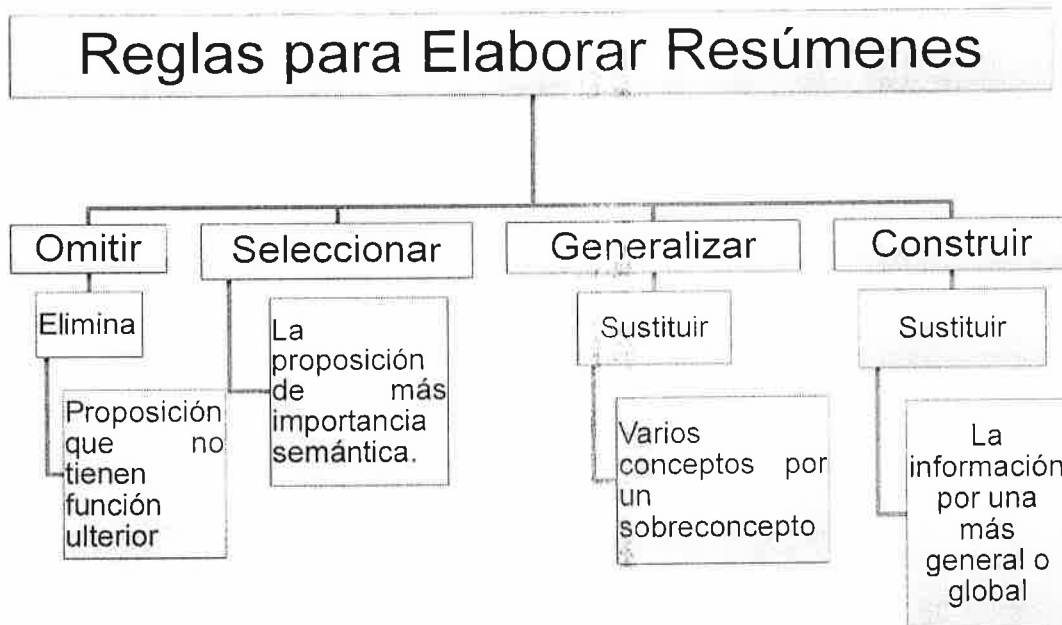 Reglas para Elaborar Resúmenes
Omitir
Elimina
Proposición
que no
tienen
función
ulterior
Seleccionar
La
proposición
de más
importancia
semántica.
Generalizar
Sustituir
Varios
conceptos por
un
sobreconcepto
Construir
Sustituir
La
información
por una
más
general o
global